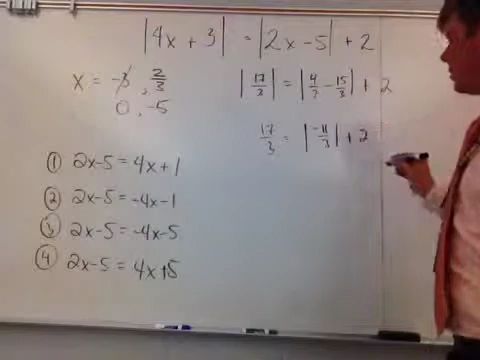 |4x + 3| = |2x - 5| + 2
x = -3, 2/3
0, -5
|17/3| = |4/3 - 15/3| + 2
17/3 = |-11/3| + 2
① 2x-5 = 4x + 1
② 2x-5 = -4x - 1
③ 2x-5 = -4x - 5
④ 2x-5 = 4x + 5